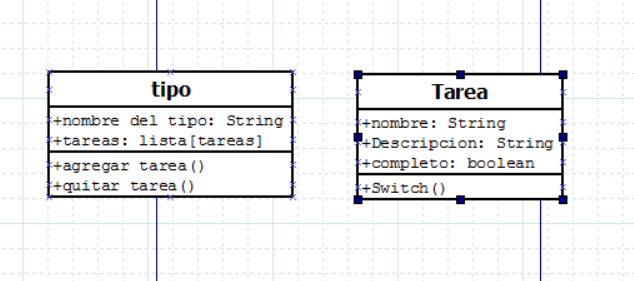 tipo
+nombre del tipo: String
+tareas: lista[tareas]
+agregar tarea()
+quitar tarea()
Tarea
+nombre: String
+Descripcion: String
+completo: boolean
+Switch()